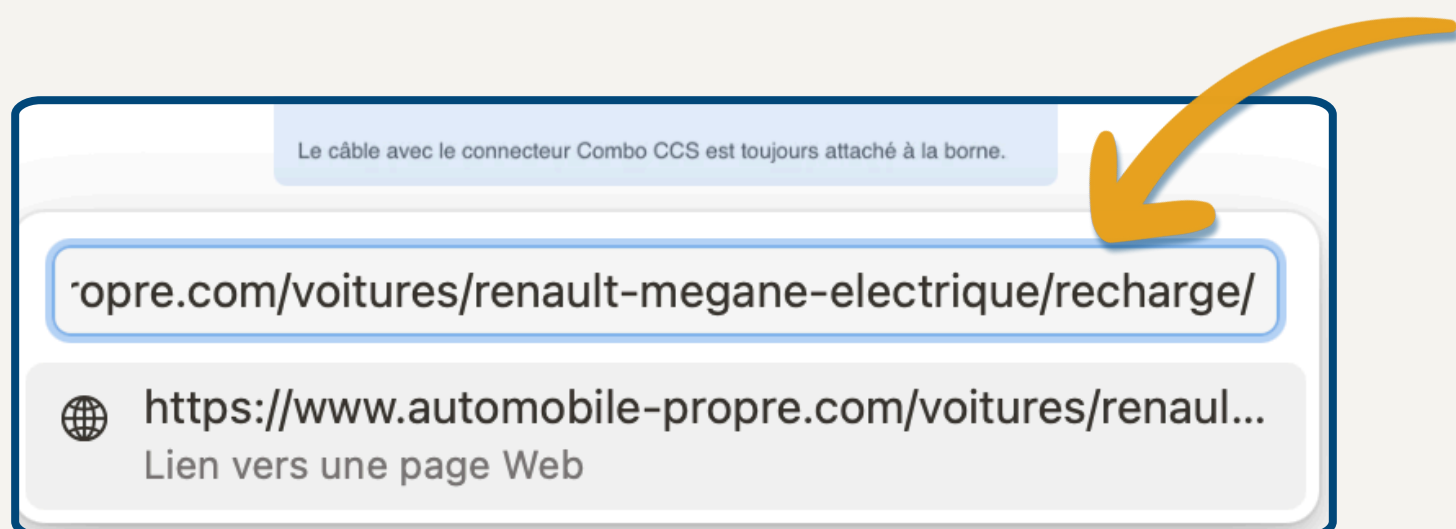 Le câble avec le connecteur Combo CCS est toujours attaché à la borne.
ropre.com/voitures/renault-megane-electrique/recharge/
https://www.automobile-propre.com/voitures/renaul...
Lien vers une page Web